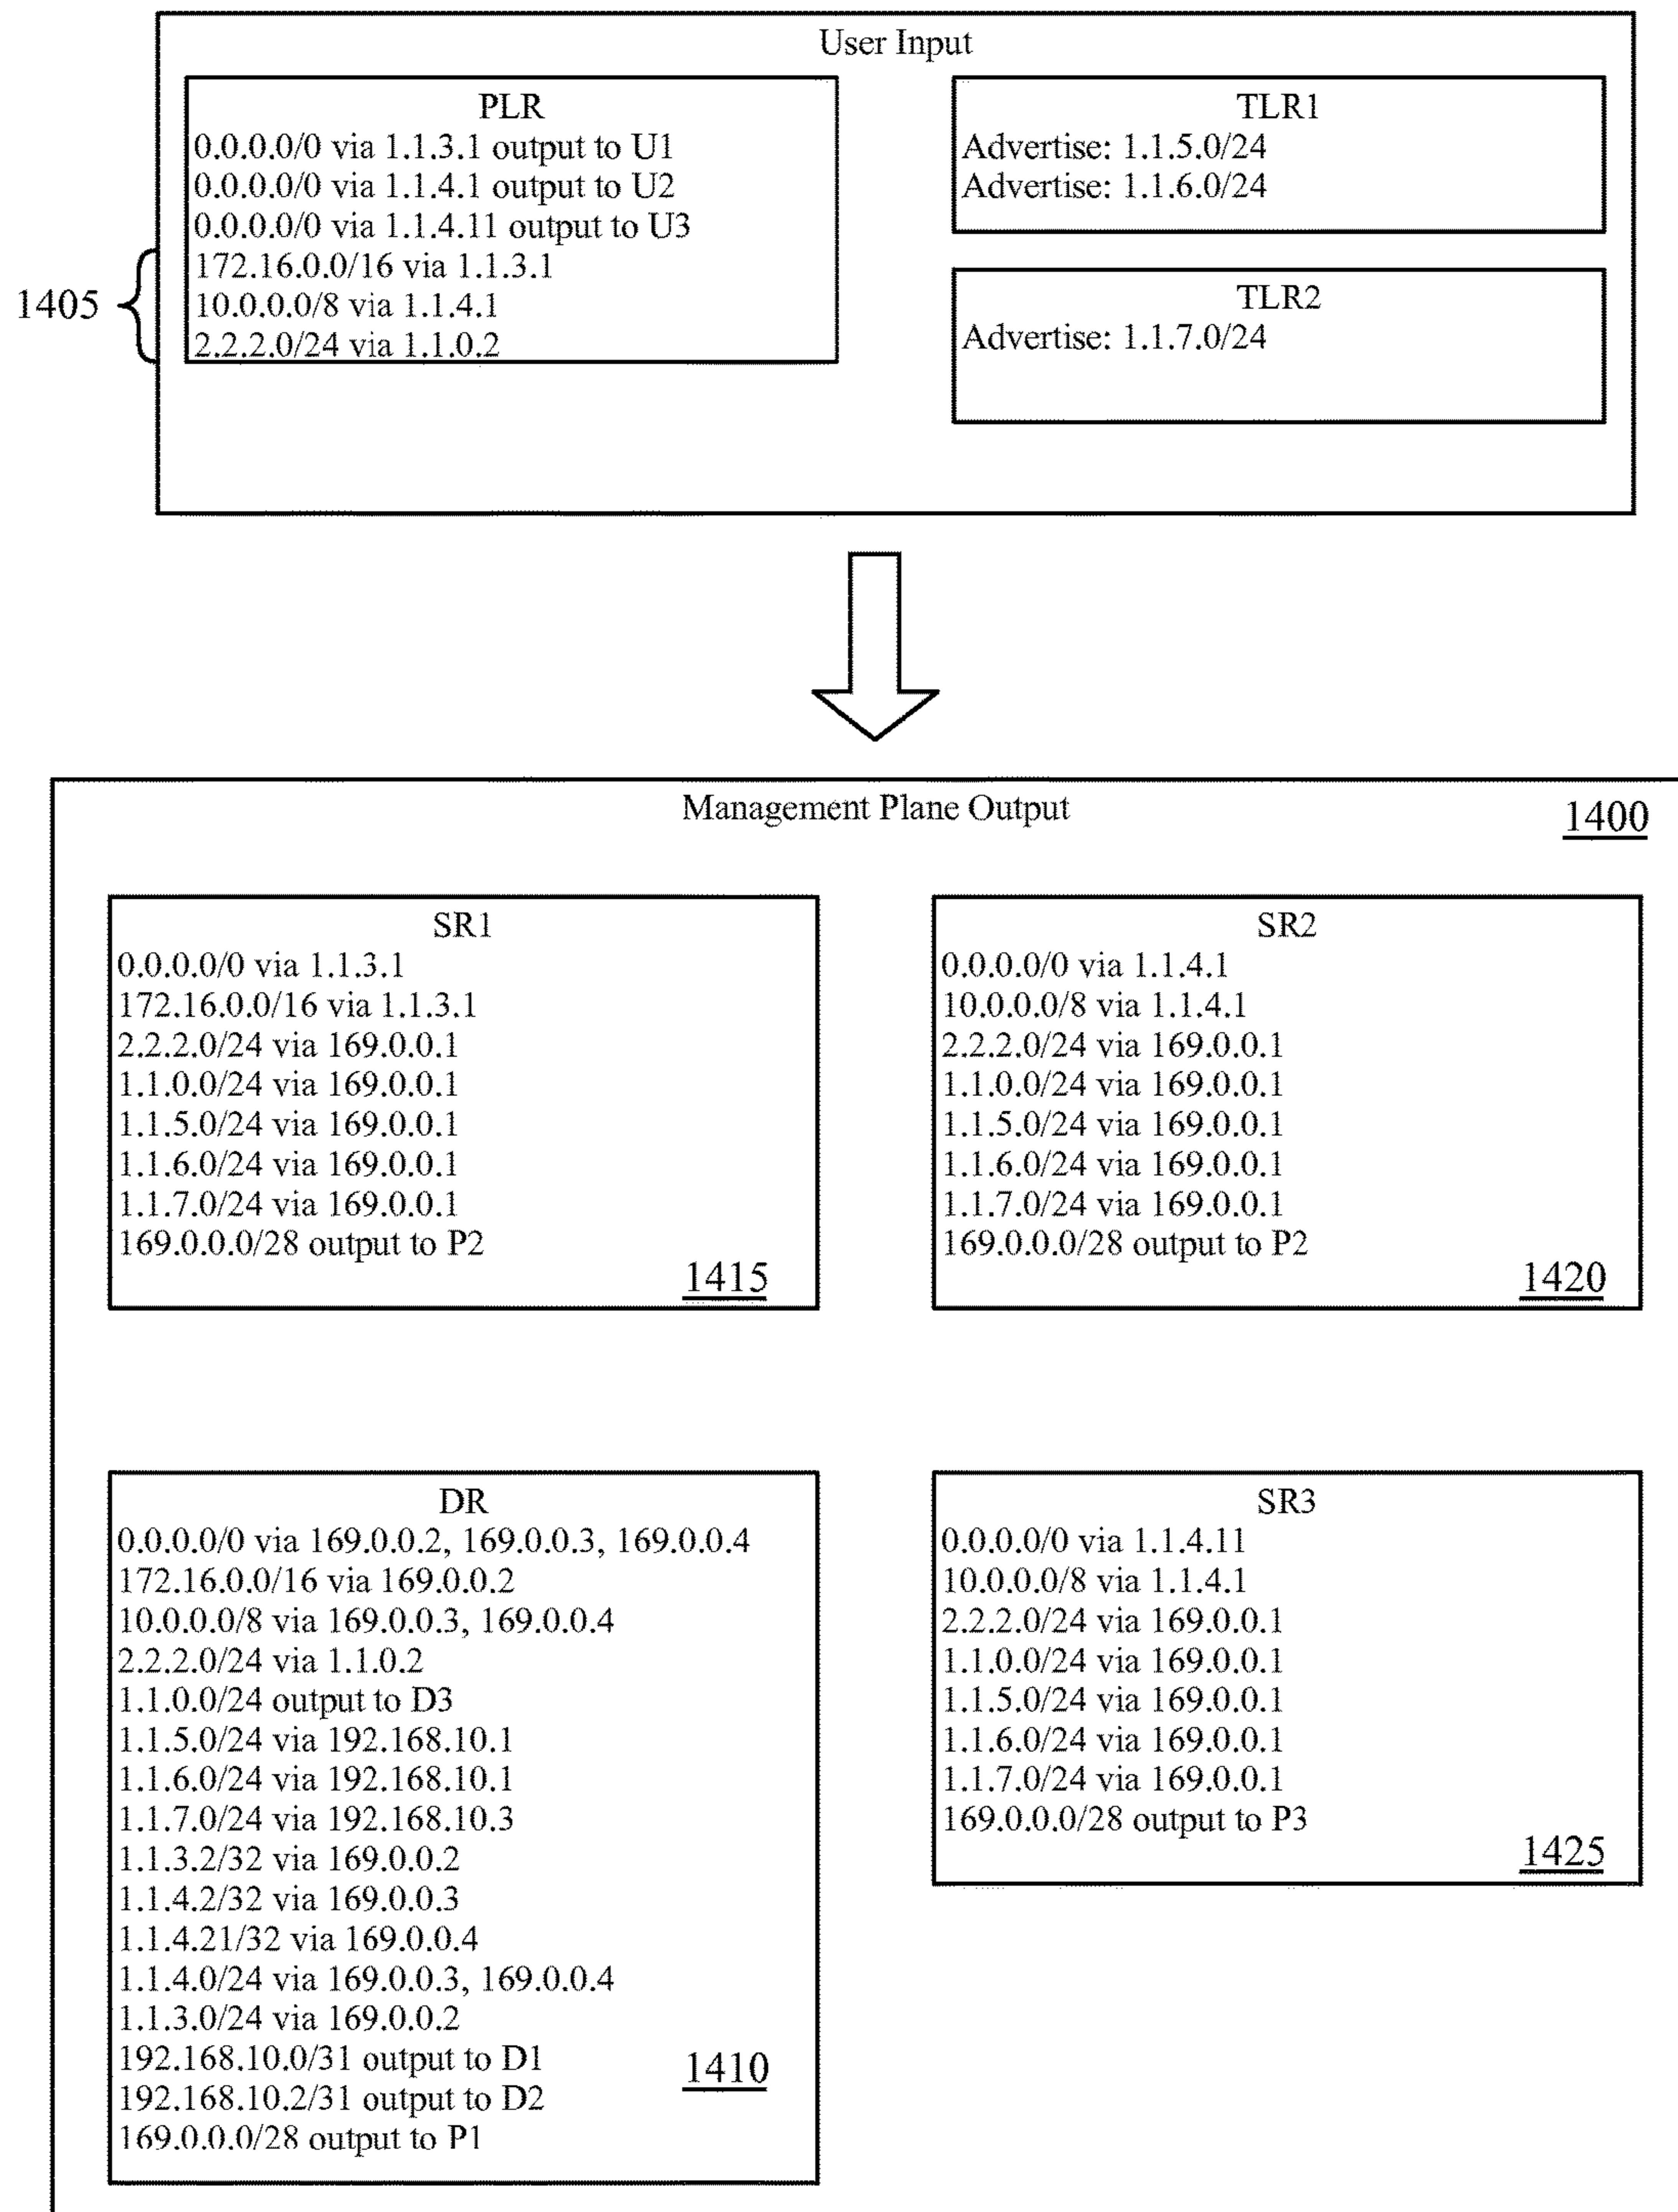 User Input
PLR
0.0.0.0/0 via 1.1.3.1 output to U1
0.0.0.0/0 via 1.1.4.1 output to U2
0.0.0.0/0 via 1.1.4.11 output to U3
172.16.0.0/16 via 1.1.3.1
10.0.0.0/8 via 1.1.4.1
2.2.2.0/24 via 1.1.0.2
1405
TLR1
Advertise: 1.1.5.0/24
Advertise: 1.1.6.0/24
TLR2
Advertise: 1.1.7.0/24
Management Plane Output
1400
SR1
0.0.0.0/0 via 1.1.3.1
172.16.0.0/16 via 1.1.3.1
2.2.2.0/24 via 169.0.0.1
1.1.0.0/24 via 169.0.0.1
1.1.5.0/24 via 169.0.0.1
1.1.6.0/24 via 169.0.0.1
1.1.7.0/24 via 169.0.0.1
169.0.0.0/28 output to P2
1415
SR2
0.0.0.0/0 via 1.1.4.1
10.0.0.0/8 via 1.1.4.1
2.2.2.0/24 via 169.0.0.1
1.1.0.0/24 via 169.0.0.1
1.1.5.0/24 via 169.0.0.1
1.1.6.0/24 via 169.0.0.1
1.1.7.0/24 via 169.0.0.1
169.0.0.0/28 output to P2
1420
DR
0.0.0.0/0 via 169.0.0.2, 169.0.0.3, 169.0.0.4
172.16.0.0/16 via 169.0.0.2
10.0.0.0/8 via 169.0.0.3, 169.0.0.4
2.2.2.0/24 via 1.1.0.2
1.1.0.0/24 output to D3
1.1.5.0/24 via 192.168.10.1
1.1.6.0/24 via 192.168.10.1
1.1.7.0/24 via 192.168.10.3
1.1.3.2/32 via 169.0.0.2
1.1.4.2/32 via 169.0.0.3
1.1.4.21/32 via 169.0.0.4
1.1.4.0/24 via 169.0.0.3, 169.0.0.4
1.1.3.0/24 via 169.0.0.2
192.168.10.0/31 output to D1
192.168.10.2/31 output to D2
169.0.0.0/28 output to P1
1410
SR3
0.0.0.0/0 via 1.1.4.11
10.0.0.0/8 via 1.1.4.1
2.2.2.0/24 via 169.0.0.1
1.1.0.0/24 via 169.0.0.1
1.1.5.0/24 via 169.0.0.1
1.1.6.0/24 via 169.0.0.1
1.1.7.0/24 via 169.0.0.1
169.0.0.0/28 output to P3
1425